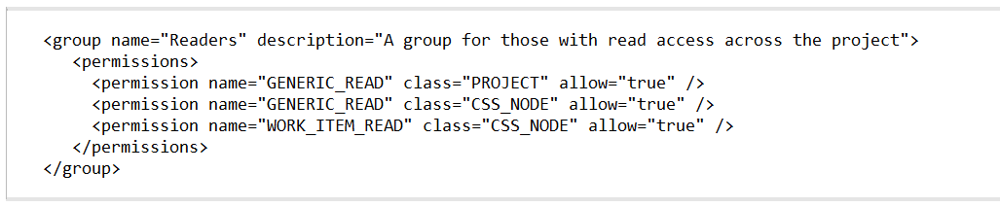 <group name="Readers" description="A group for those with read access across the project">
<permissions>
<permission name="GENERIC_READ" class="PROJECT" allow="true" />
<permission name="GENERIC_READ" class="CSS_NODE" allow="true" />
<permission name="WORK_ITEM_READ" class="CSS_NODE" allow="true" />
</permissions>
</group>